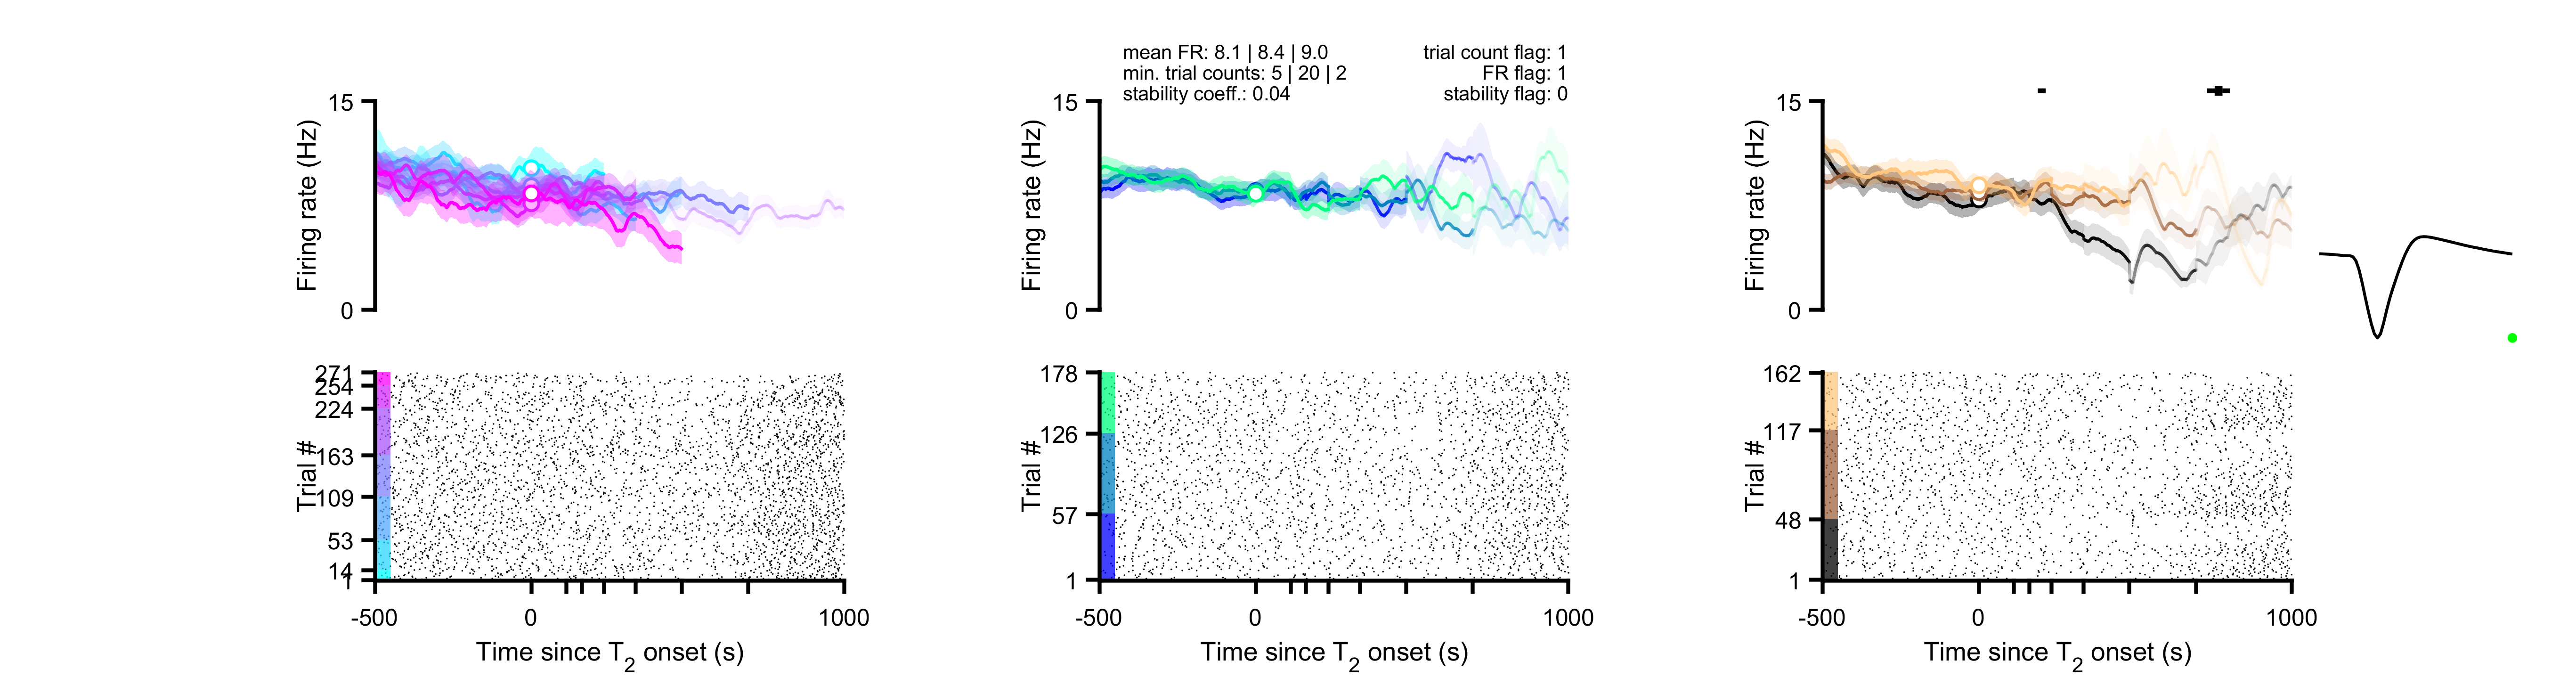 mean FR: 8.1 | 8.4 | 9.0
min. trial counts: 5 | 20 | 2
stability coeff.: 0.04
trial count flag: 1
FR flag: 1
stability flag: 0
15
Firing rate (Hz)
0
15
Firing rate (Hz)
0
15
Firing rate (Hz)
0
271
254
224
163
109
53
14
1
Trial #
-500
0
1000
Time since T2 onset (s)
178
126
57
1
Trial #
-500
0
1000
Time since T2 onset (s)
162
117
48
1
Trial #
-500
0
1000
Time since T2 onset (s)